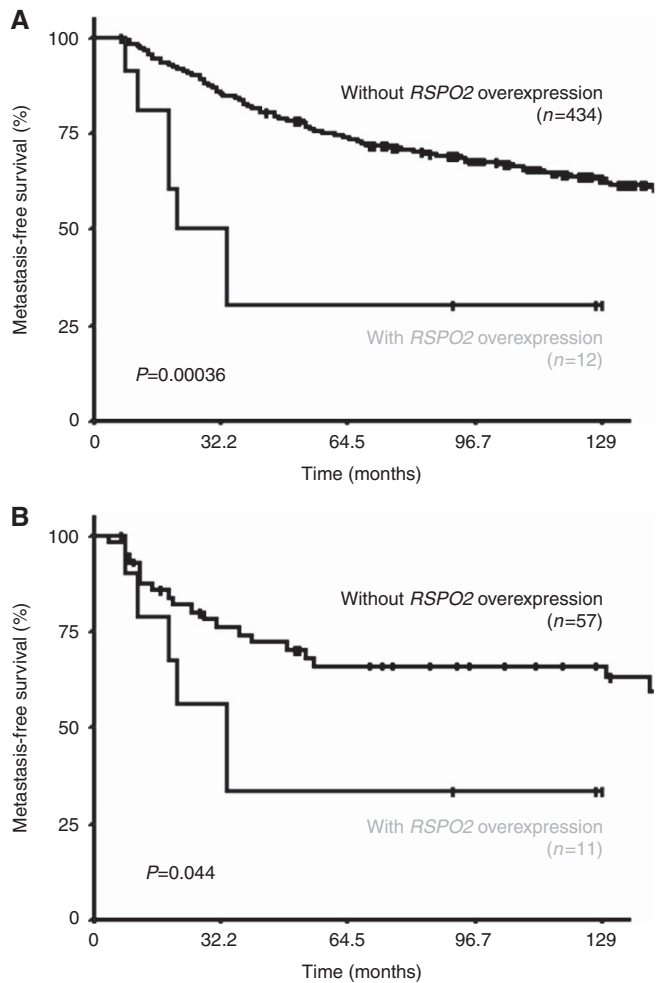 A
100
75
50
25
0
Metastasis-free survival (%)
Without RSPO2 overexpression
(n=434)
With RSPO2 overexpression
(n=12)
P=0.00036
0 32.2 64.5 96.7 129
Time (months)
B
100
75
50
25
0
Metastasis-free survival (%)
Without RSPO2 overexpression
(n=57)
With RSPO2 overexpression
(n=11)
P=0.044
0 32.2 64.5 96.7 129
Time (months)